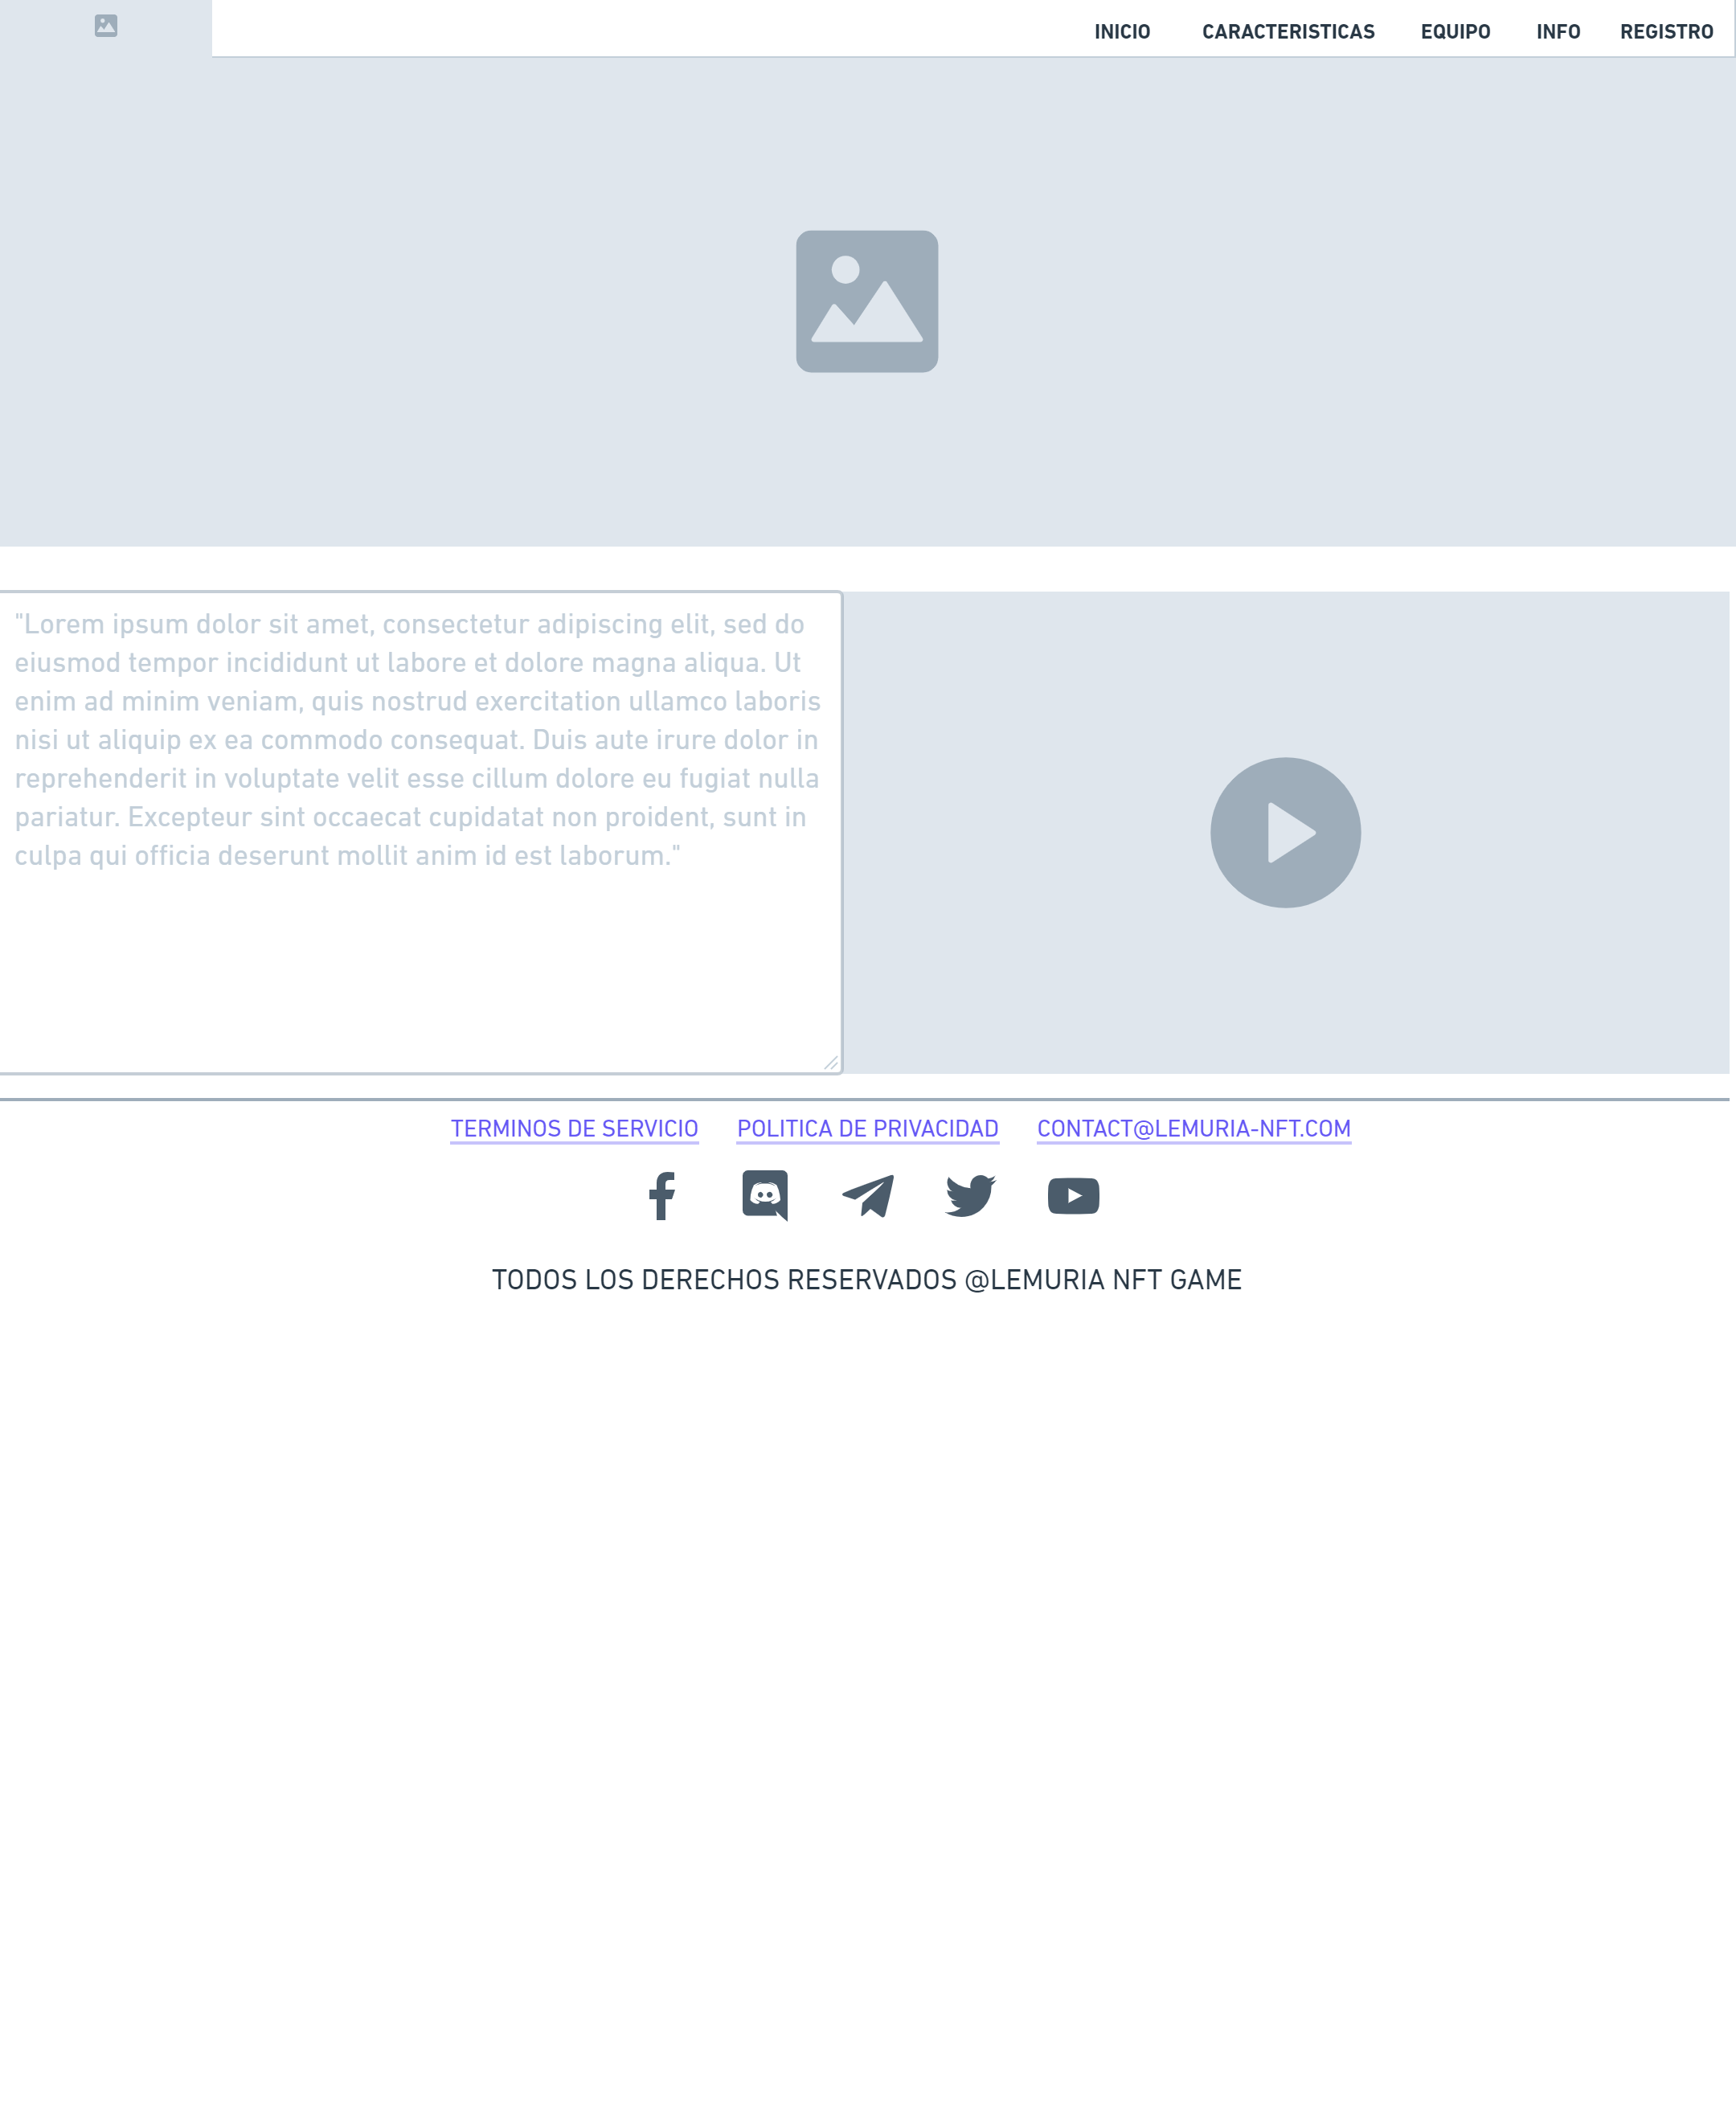 INICIO CARACTERISTICAS EQUIPO INFO REGISTRO
"Lorem ipsum dolor sit amet, consectetur adipiscing elit, sed do
eiusmod tempor incididunt ut labore et dolore magna aliqua. Ut
enim ad minim veniam, quis nostrud exercitation ullamco laboris
nisi ut aliquip ex ea commodo consequat. Duis aute irure dolor in
reprehenderit in voluptate velit esse cillum dolore eu fugiat nulla
pariatur. Excepteur sint occaecat cupidatat non proident, sunt in
culpa qui officia deserunt mollit anim id est laborum."
TERMINOS DE SERVICIO POLITICA DE PRIVACIDAD CONTACT@LEMURIA-NFT.COM
TODOS LOS DERECHOS RESERVADOS @LEMURIA NFT GAME